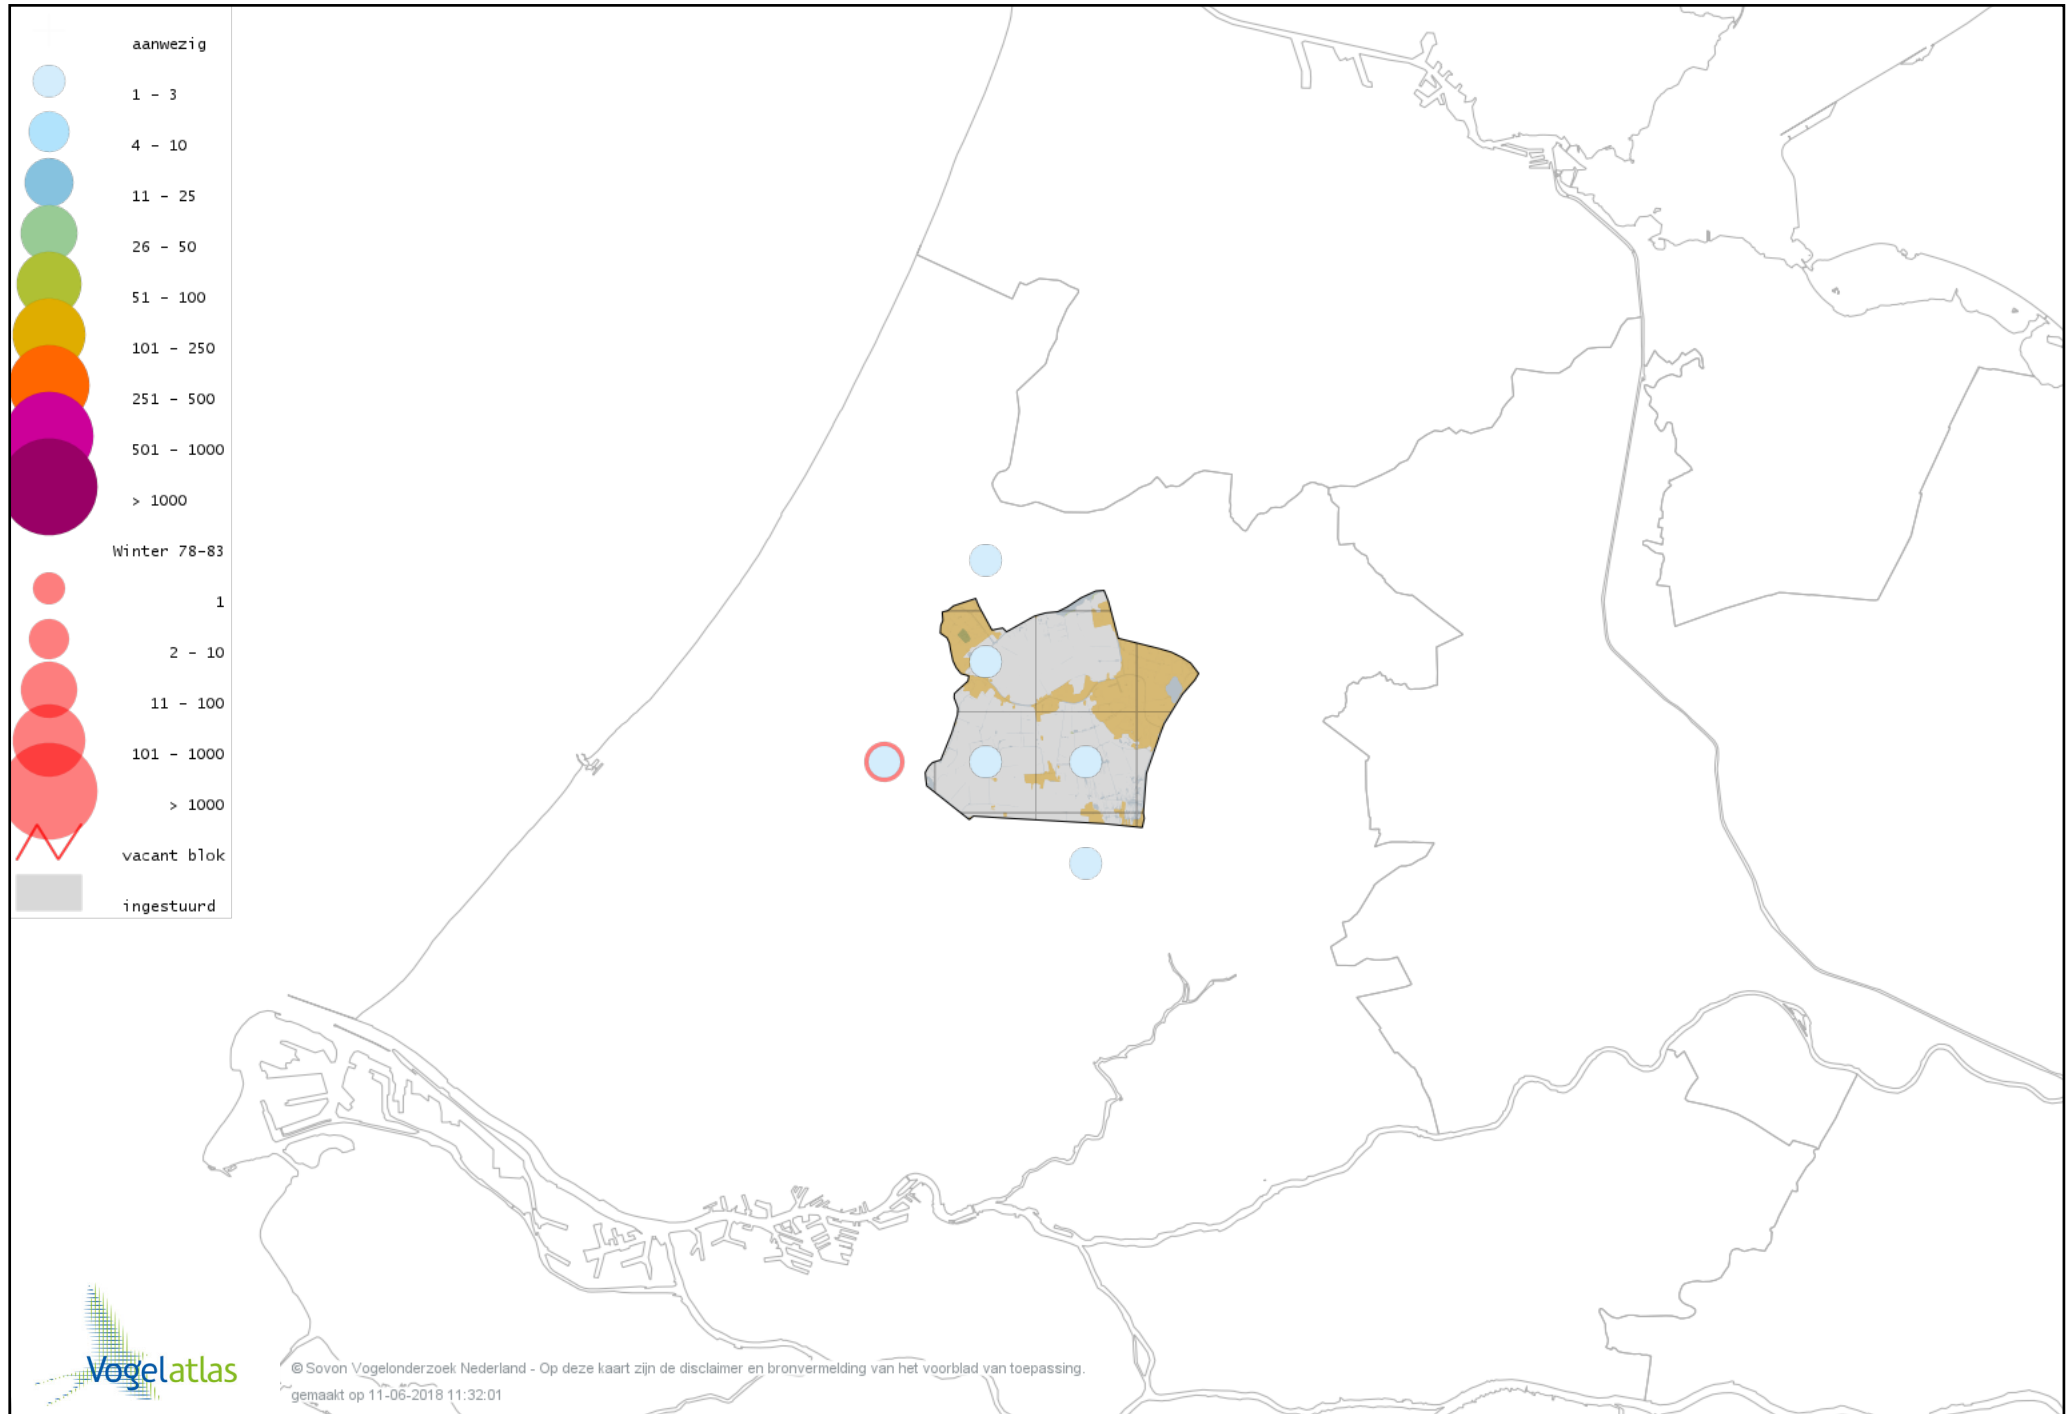 aanwezig
1 - 3
4 - 10
11 - 25
26 - 50
51 - 100
101 - 250
251 - 500
501 - 1000
> 1000
Winter 78-83
1
2 - 10
11 - 100
101 - 1000
> 1000
vacant blok
ingestuurd
Vogelatlas
© Sovon Vogelonderzoek Nederland - Op deze kaart zijn de disclaimer en bronvermelding van het voorblad van toepassing.
gemaakt op 11-06-2018 11:32:01